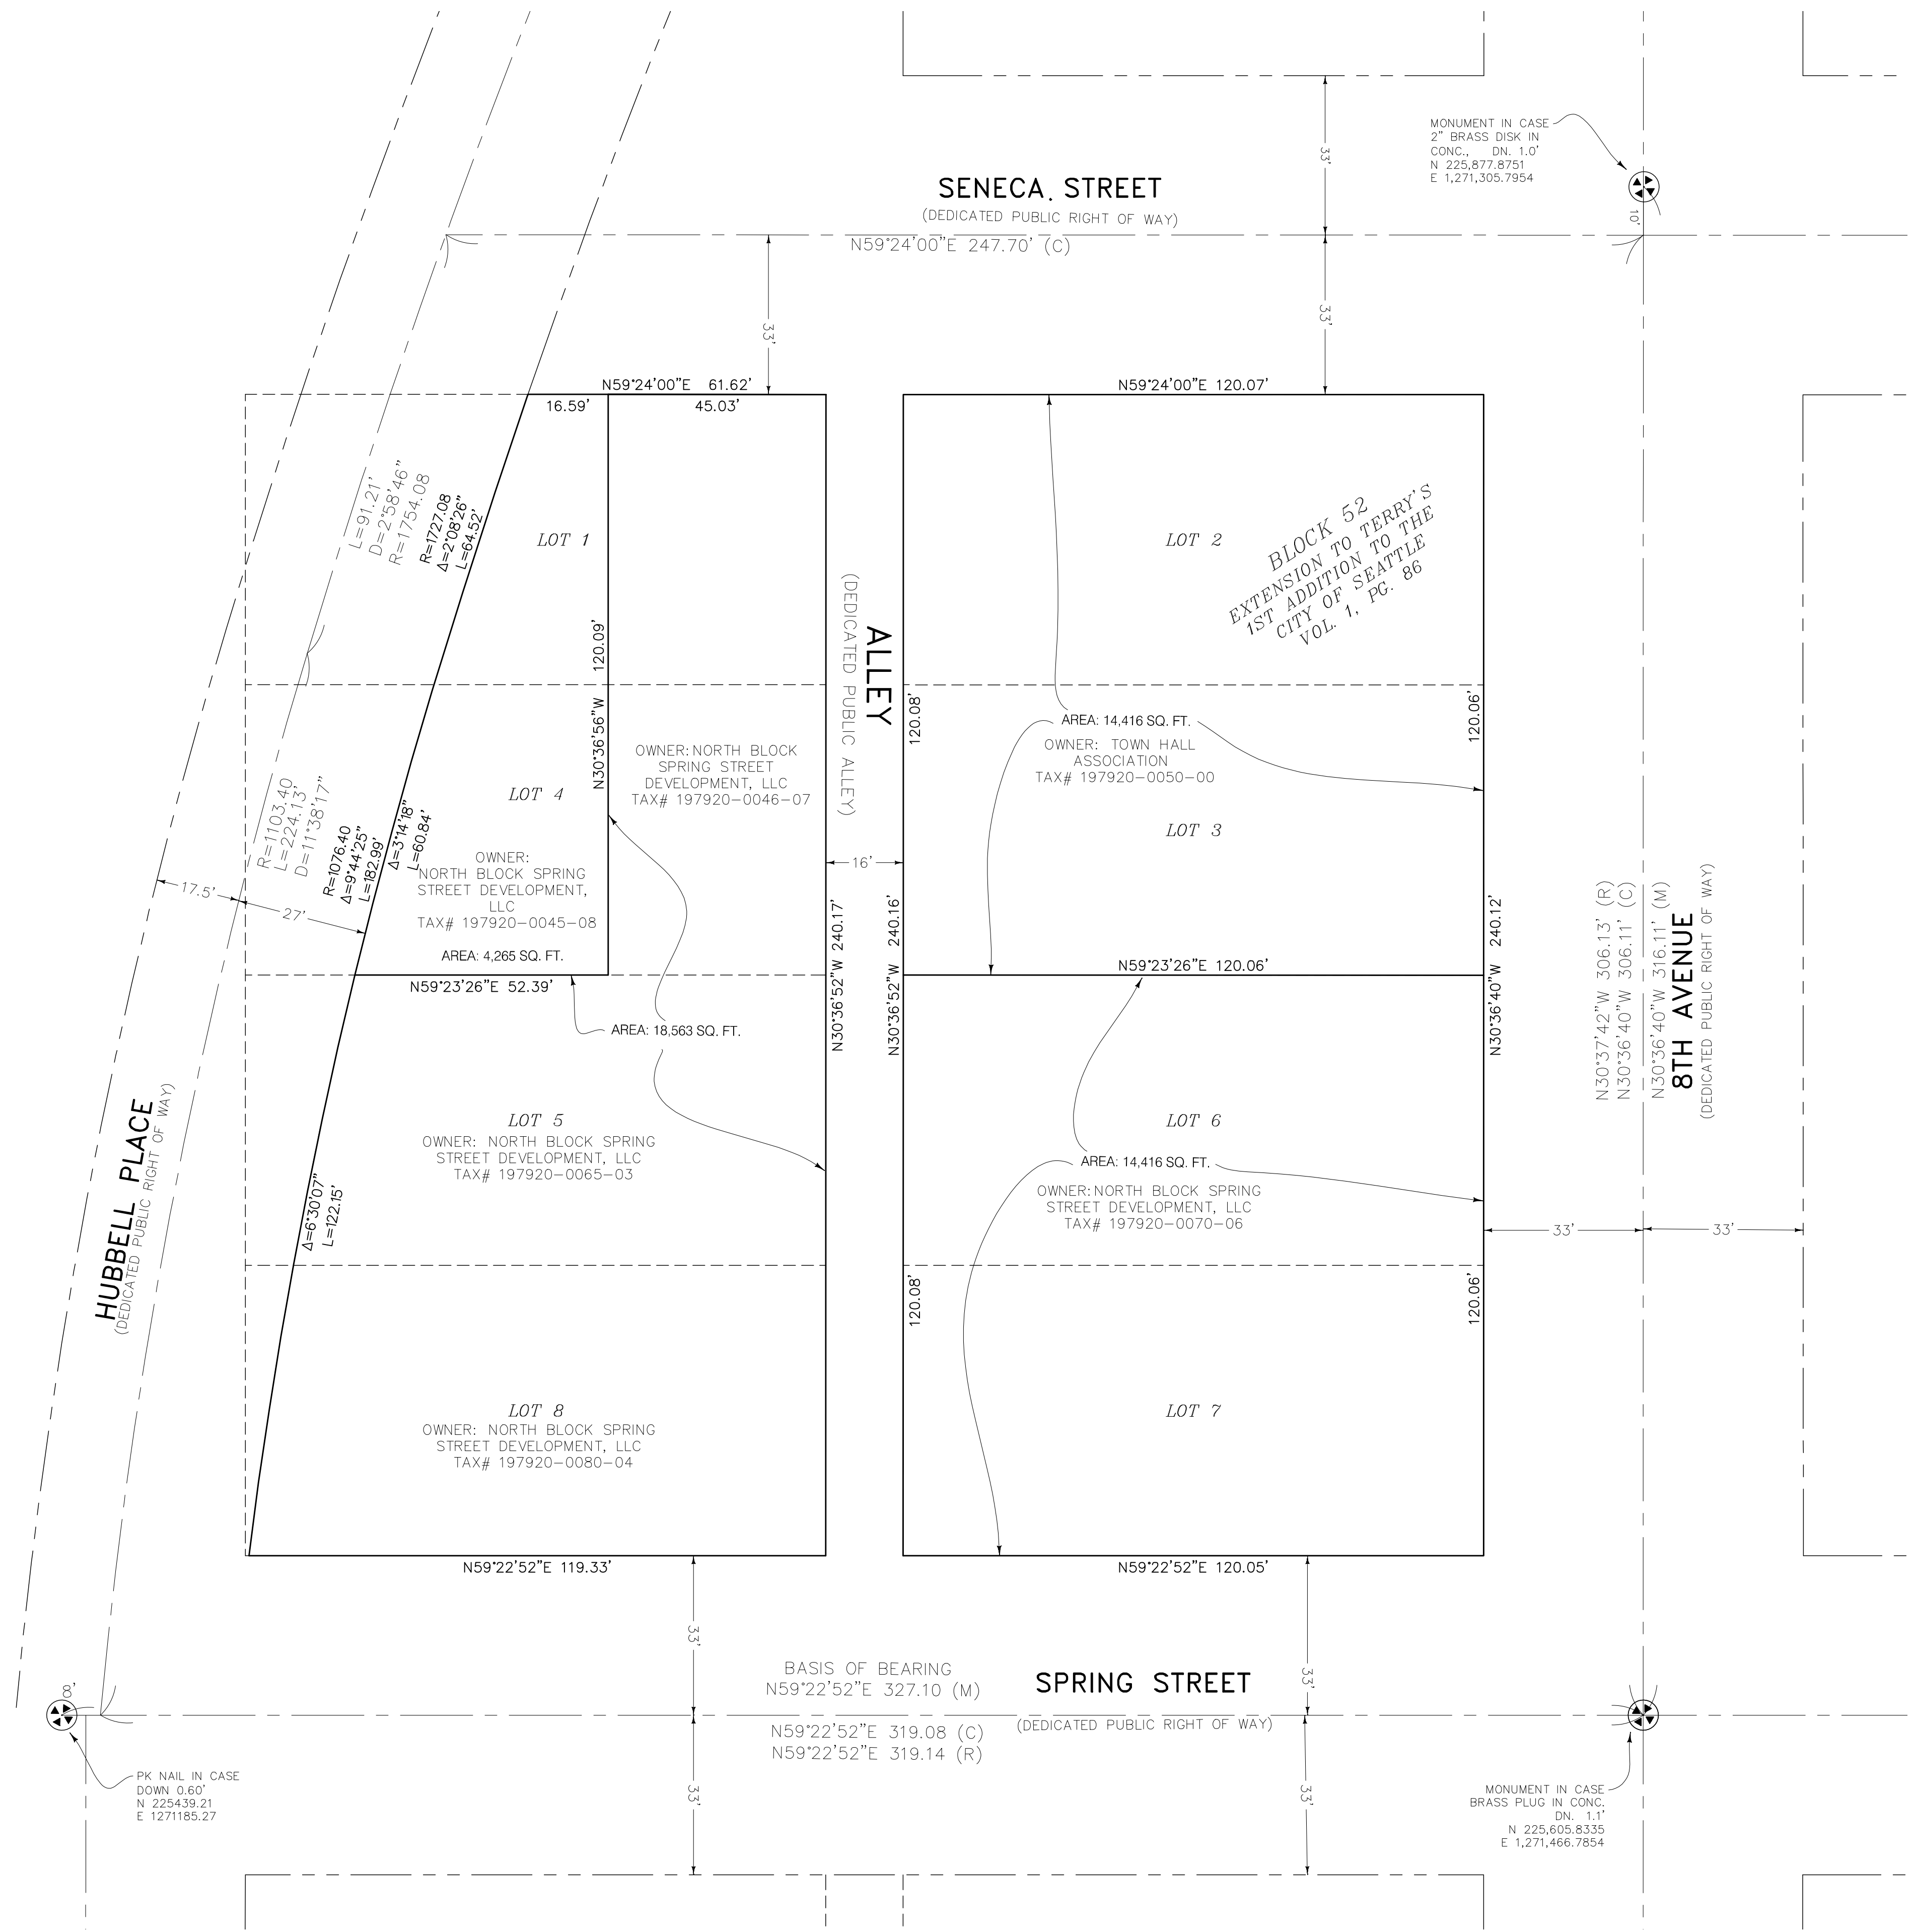 MONUMENT IN CASE
2" BRASS DISK IN
CONC., DN. 1.0'
N 225,877.8751
E 1,271,305.7954
10'
33'
SENECA. STREET
(DEDICATED PUBLIC RIGHT OF WAY)
N59°24'00"E 247.70' (C)
33'
33'
N59°24'00"E 61.62'
16.59'
45.03'
N59°24'00"E 120.07'
L=91.21'
D=2°58'46"
R=1754.08
R=1727.08
Δ=2°08'26"
L=64.52'
LOT 1
N30°36'56"W 120.09'
(DEDICATED PUBLIC ALLEY)
ALLEY
LOT 2
BLOCK 52
EXTENSION TO TERRY'S
1ST ADDITION TO THE
CITY OF SEATTLE
VOL. 1, PG. 86
120.08'
120.06'
AREA: 14,416 SQ. FT.
OWNER: TOWN HALL
ASSOCIATION
TAX# 197920-0050-00
LOT 3
OWNER: NORTH BLOCK
SPRING STREET
DEVELOPMENT, LLC
TAX# 197920-0046-07
LOT 4
R=1103.40
L=224.13'
D=11°38'17"
R=1076.40
Δ=9°44'25"
L=182.99'
Δ=3°14'18"
L=60.84'
OWNER:
NORTH BLOCK SPRING
STREET DEVELOPMENT,
LLC
TAX# 197920-0045-08
AREA: 4,265 SQ. FT.
17.5'
27'
16'
N59°23'26"E 52.39'
N59°23'26"E 120.06'
N30°36'52"W 240.17'
N30°36'52"W 240.16'
N30°36'40"W 240.12'
N30°37'42"W 306.13' (R)
N30°36'40"W 306.11' (C)
N30°36'40"W 316.11' (M)
8TH AVENUE
(DEDICATED PUBLIC RIGHT OF WAY)
AREA: 18,563 SQ. FT.
HUBBELL PLACE
(DEDICATED PUBLIC RIGHT OF WAY)
LOT 5
OWNER: NORTH BLOCK SPRING
STREET DEVELOPMENT, LLC
TAX# 197920-0065-03
Δ=6°30'07"
L=122.15'
LOT 6
AREA: 14,416 SQ. FT.
OWNER: NORTH BLOCK SPRING
STREET DEVELOPMENT, LLC
TAX# 197920-0070-06
33'
33'
120.08'
120.06'
LOT 8
OWNER: NORTH BLOCK SPRING
STREET DEVELOPMENT, LLC
TAX# 197920-0080-04
LOT 7
N59°22'52"E 119.33'
N59°22'52"E 120.05'
33'
33'
BASIS OF BEARING
N59°22'52"E 327.10 (M)
SPRING STREET
(DEDICATED PUBLIC RIGHT OF WAY)
N59°22'52"E 319.08 (C)
N59°22'52"E 319.14 (R)
8'
PK NAIL IN CASE
DOWN 0.60'
N 225439.21
E 1271185.27
33'
33'
MONUMENT IN CASE
BRASS PLUG IN CONC.
DN. 1.1'
N 225,605.8335
E 1,271,466.7854